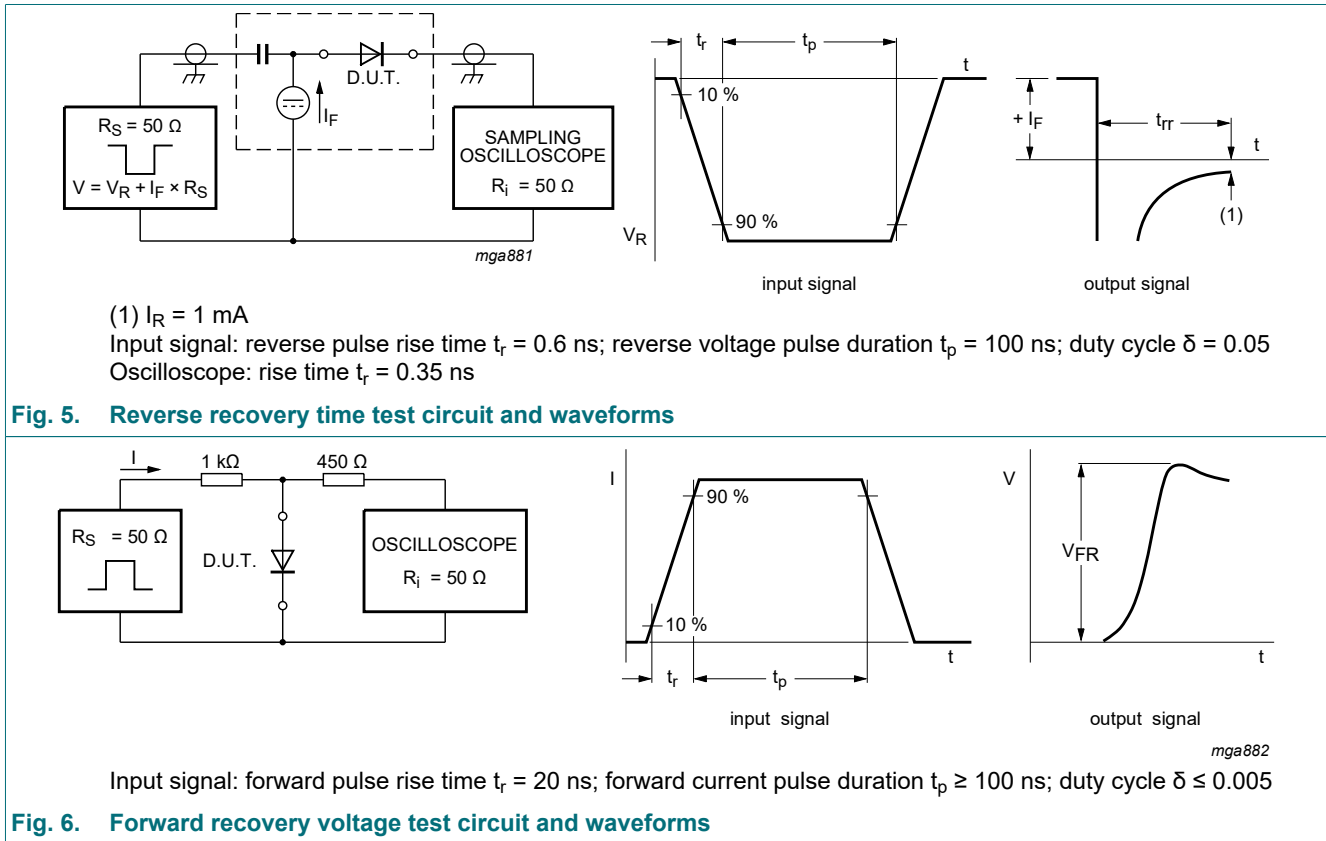 D.U.T.
I_F
R_S = 50 Ω
V = V_R + I_F × R_S
SAMPLING
OSCILLOSCOPE
R_i = 50 Ω
mga881
t_r
t_p
t
10 %
90 %
V_R
input signal
+ I_F
t_rr
t
(1)
output signal
(1) I_R = 1 mA
Input signal: reverse pulse rise time t_r = 0.6 ns; reverse voltage pulse duration t_p = 100 ns; duty cycle δ = 0.05
Oscilloscope: rise time t_r = 0.35 ns
Fig. 5. Reverse recovery time test circuit and waveforms
I
1 kΩ
450 Ω
R_S = 50 Ω
D.U.T.
OSCILLOSCOPE
R_i = 50 Ω
I
90 %
10 %
t
t_r
t_p
input signal
V
V_FR
t
output signal
mga882
Input signal: forward pulse rise time t_r = 20 ns; forward current pulse duration t_p ≥ 100 ns; duty cycle δ ≤ 0.005
Fig. 6. Forward recovery voltage test circuit and waveforms